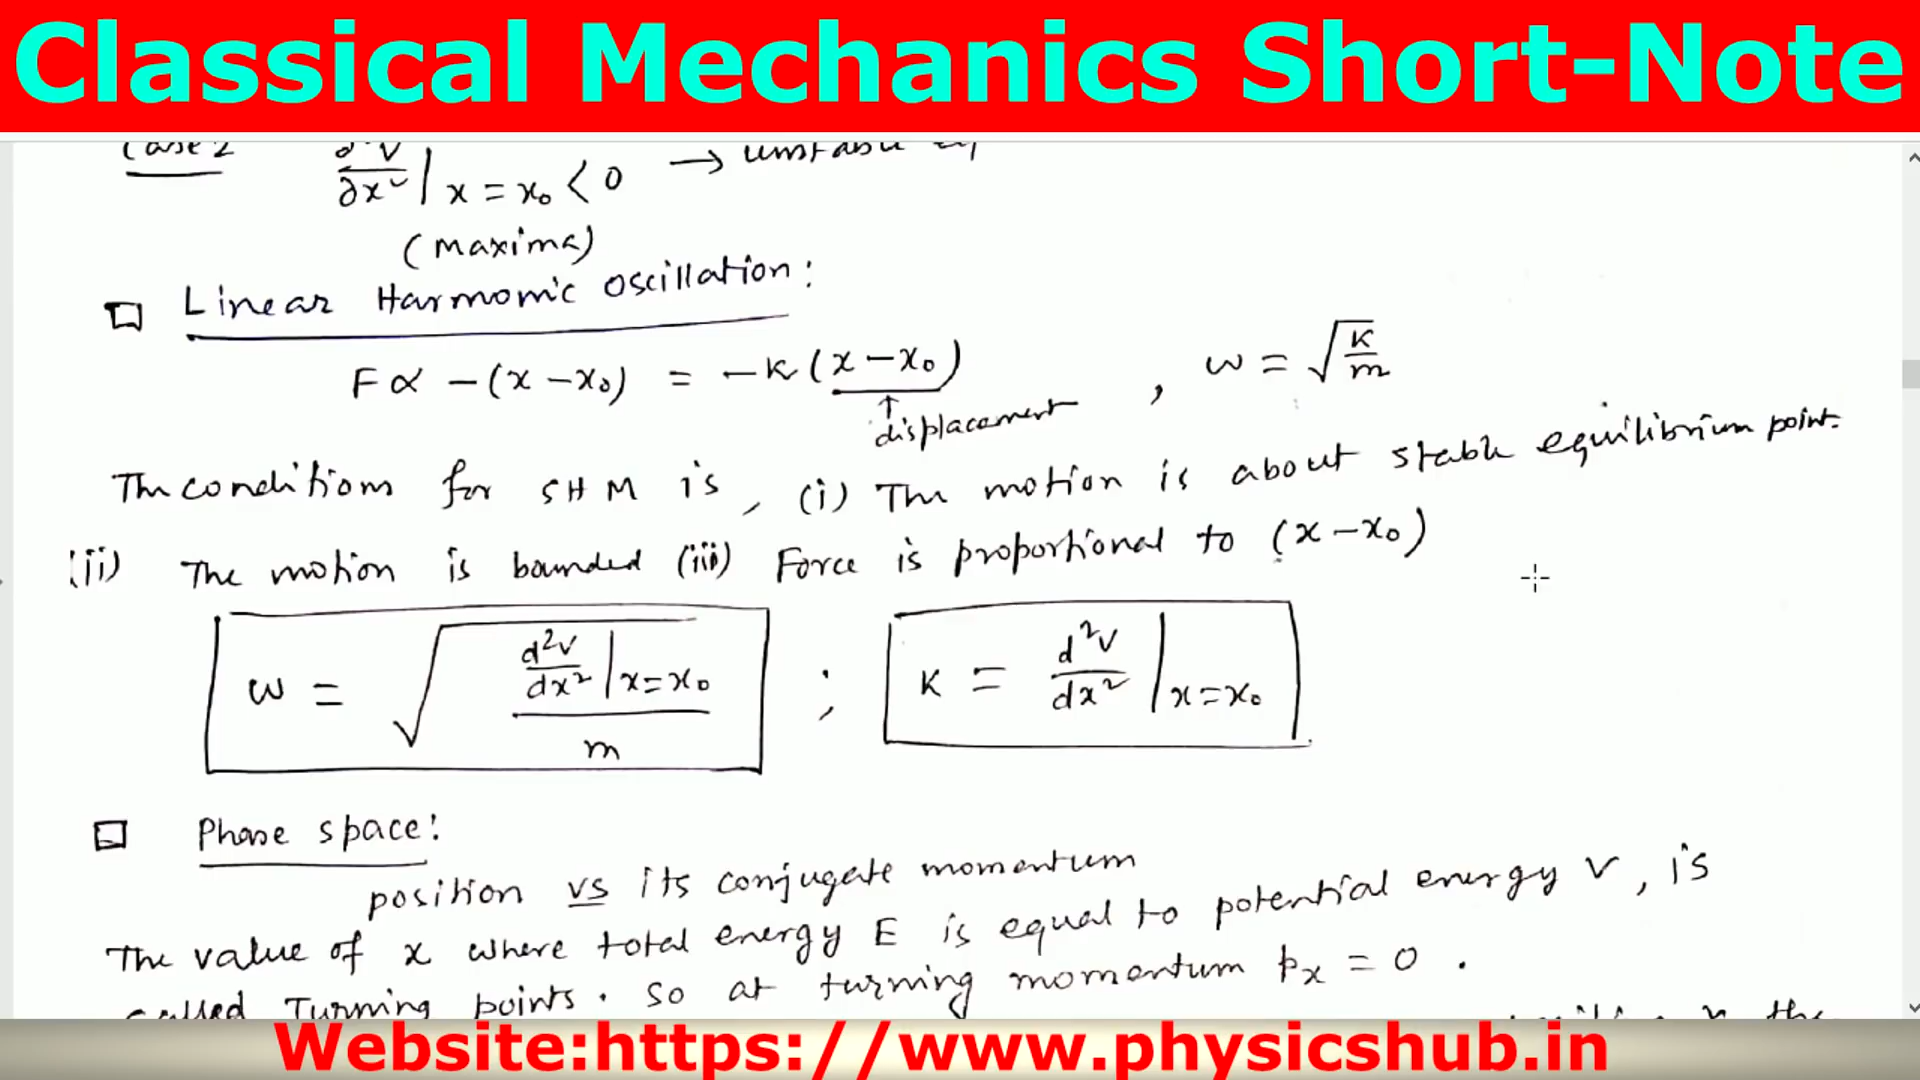 Classical Mechanics Short-Note
Case 2 ∂²V/∂x² | x = x₀ < 0 → unstable
(maxima)
Linear Harmonic oscillation:
F ∝ -(x - x₀) = -k(x - x₀) , ω = √(k/m)
↑
displacement
The conditions for SHM is, (i) The motion is about stable equilibrium point.
(ii) The motion is bounded (iii) Force is proportional to (x - x₀)
ω = √(d²V/dx² | x=x₀ / m) ; k = d²V/dx² | x=x₀
Phase space:
position vs its conjugate momentum
The value of x where total energy E is equal to potential energy V, is
called Turning points. So at turning momentum pₓ = 0 .
the
Website:https://www.physicshub.in